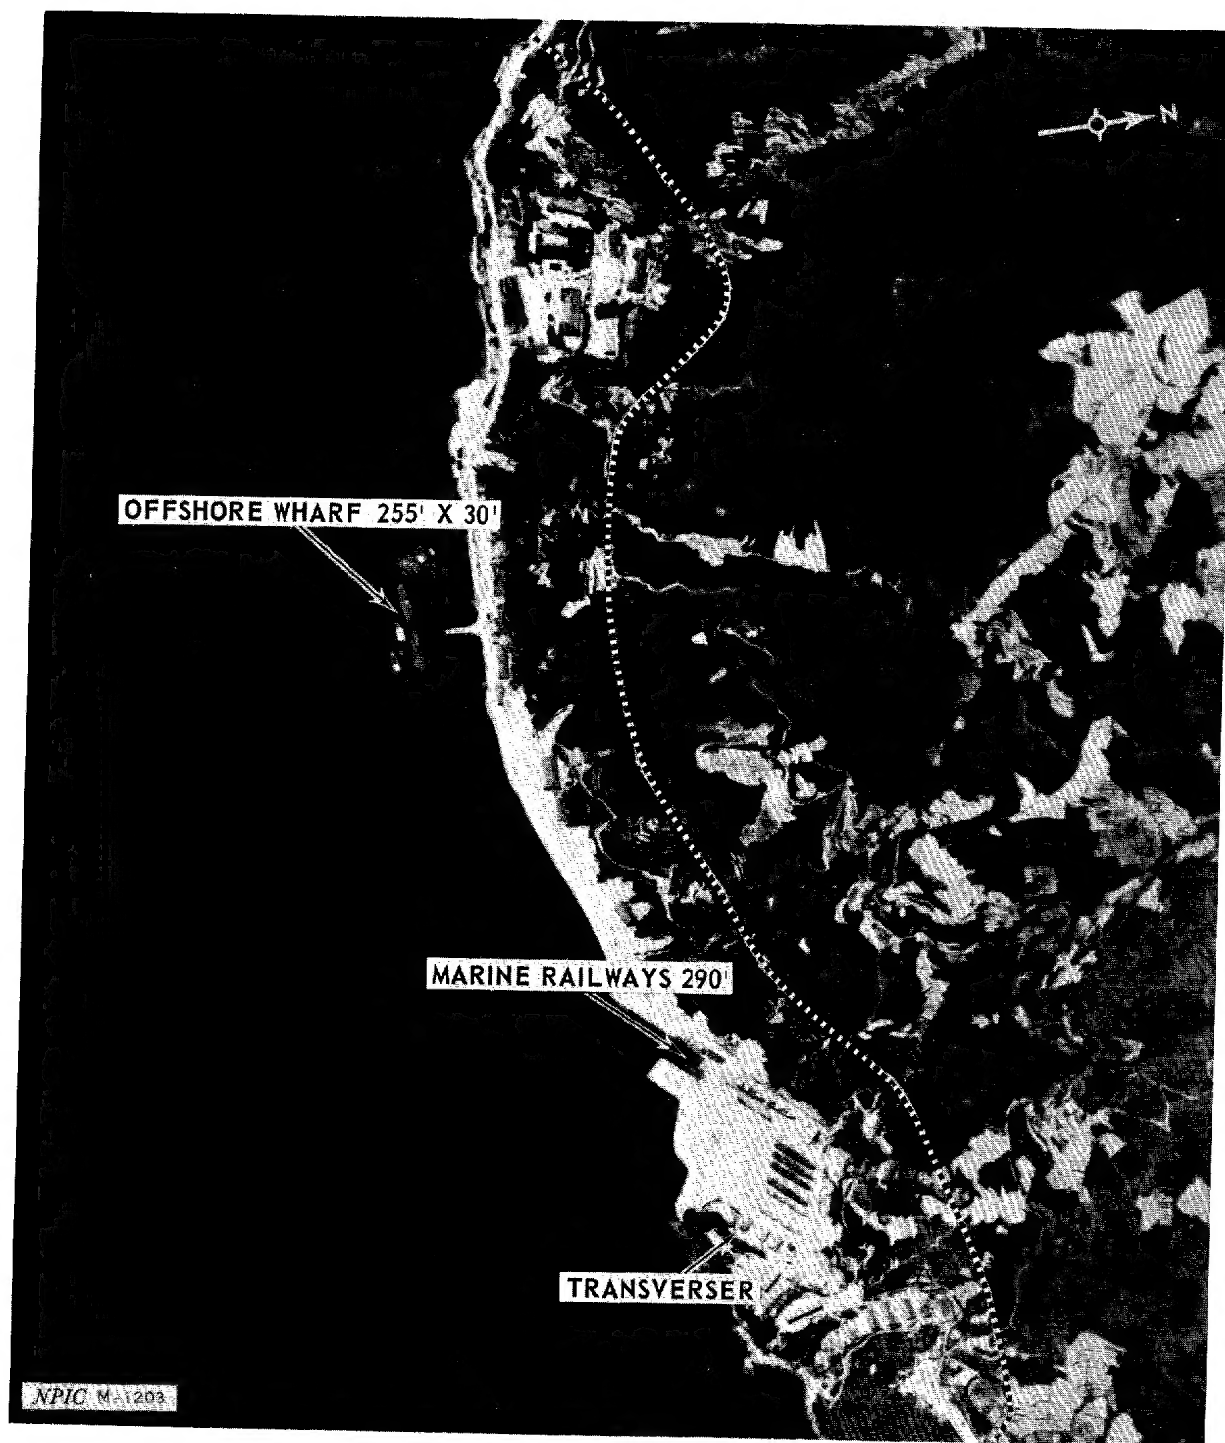 N
OFFSHORE WHARF 255' X 30'
MARINE RAILWAYS 290'
TRANSVERSER
NPIC M-1203